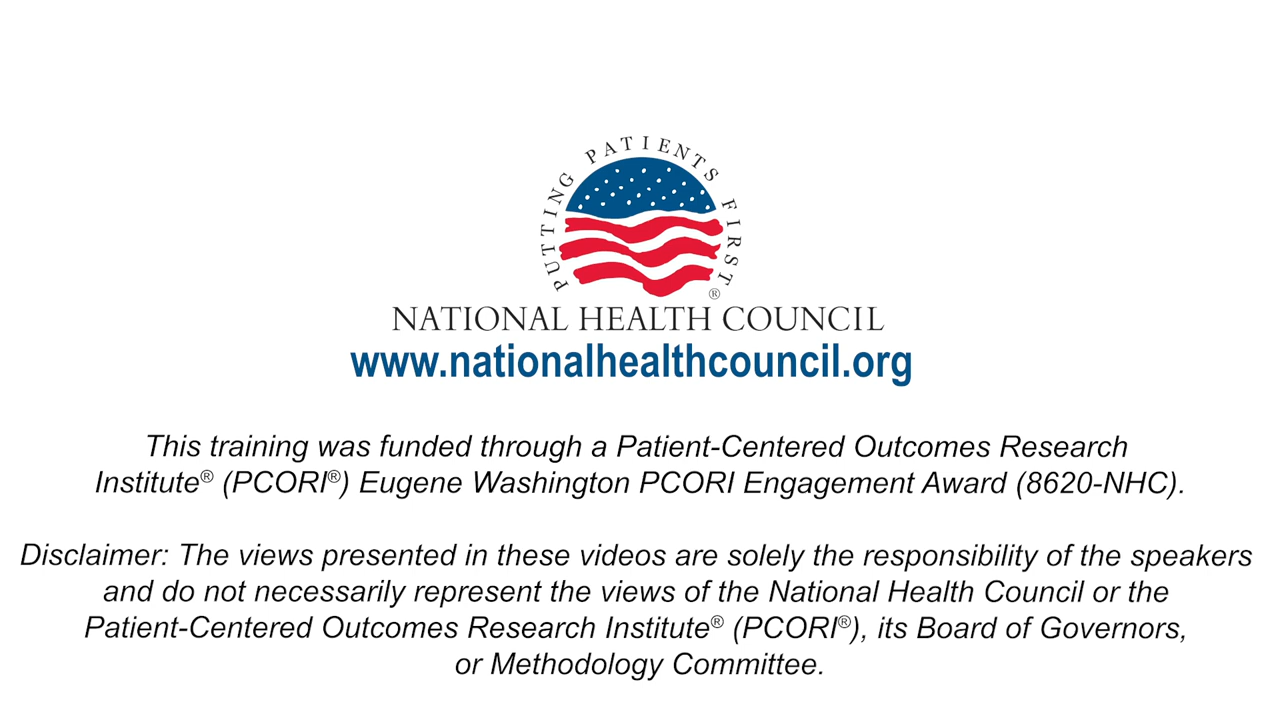 PUTTING PATIENTS FIRST®
NATIONAL HEALTH COUNCIL
www.nationalhealthcouncil.org
This training was funded through a Patient-Centered Outcomes Research
Institute® (PCORI®) Eugene Washington PCORI Engagement Award (8620-NHC).
Disclaimer: The views presented in these videos are solely the responsibility of the speakers
and do not necessarily represent the views of the National Health Council or the
Patient-Centered Outcomes Research Institute® (PCORI®), its Board of Governors,
or Methodology Committee.